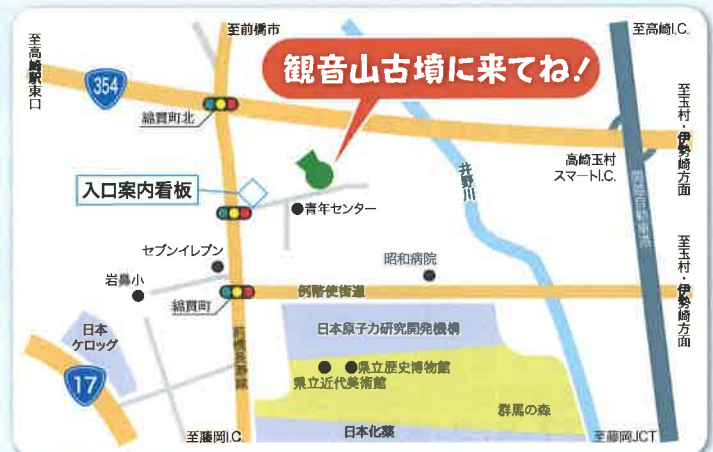 至前橋市
至高崎I.C.
至高崎駅東口
354
観音山古墳に来てね!
綿貫町北
至玉村・伊勢崎方面
高崎玉村
スマートI.C.
井野川
関越自動車道
入口案内看板
青年センター
セブンイレブン
昭和病院
至玉村・伊勢崎方面
岩鼻小
綿貫町
例幣使街道
日本
ケロッグ
日本原子力研究開発機構
前橋長瀞線
県立歴史博物館
県立近代美術館
17
群馬の森
至藤岡I.C.
日本化薬
至藤岡JCT